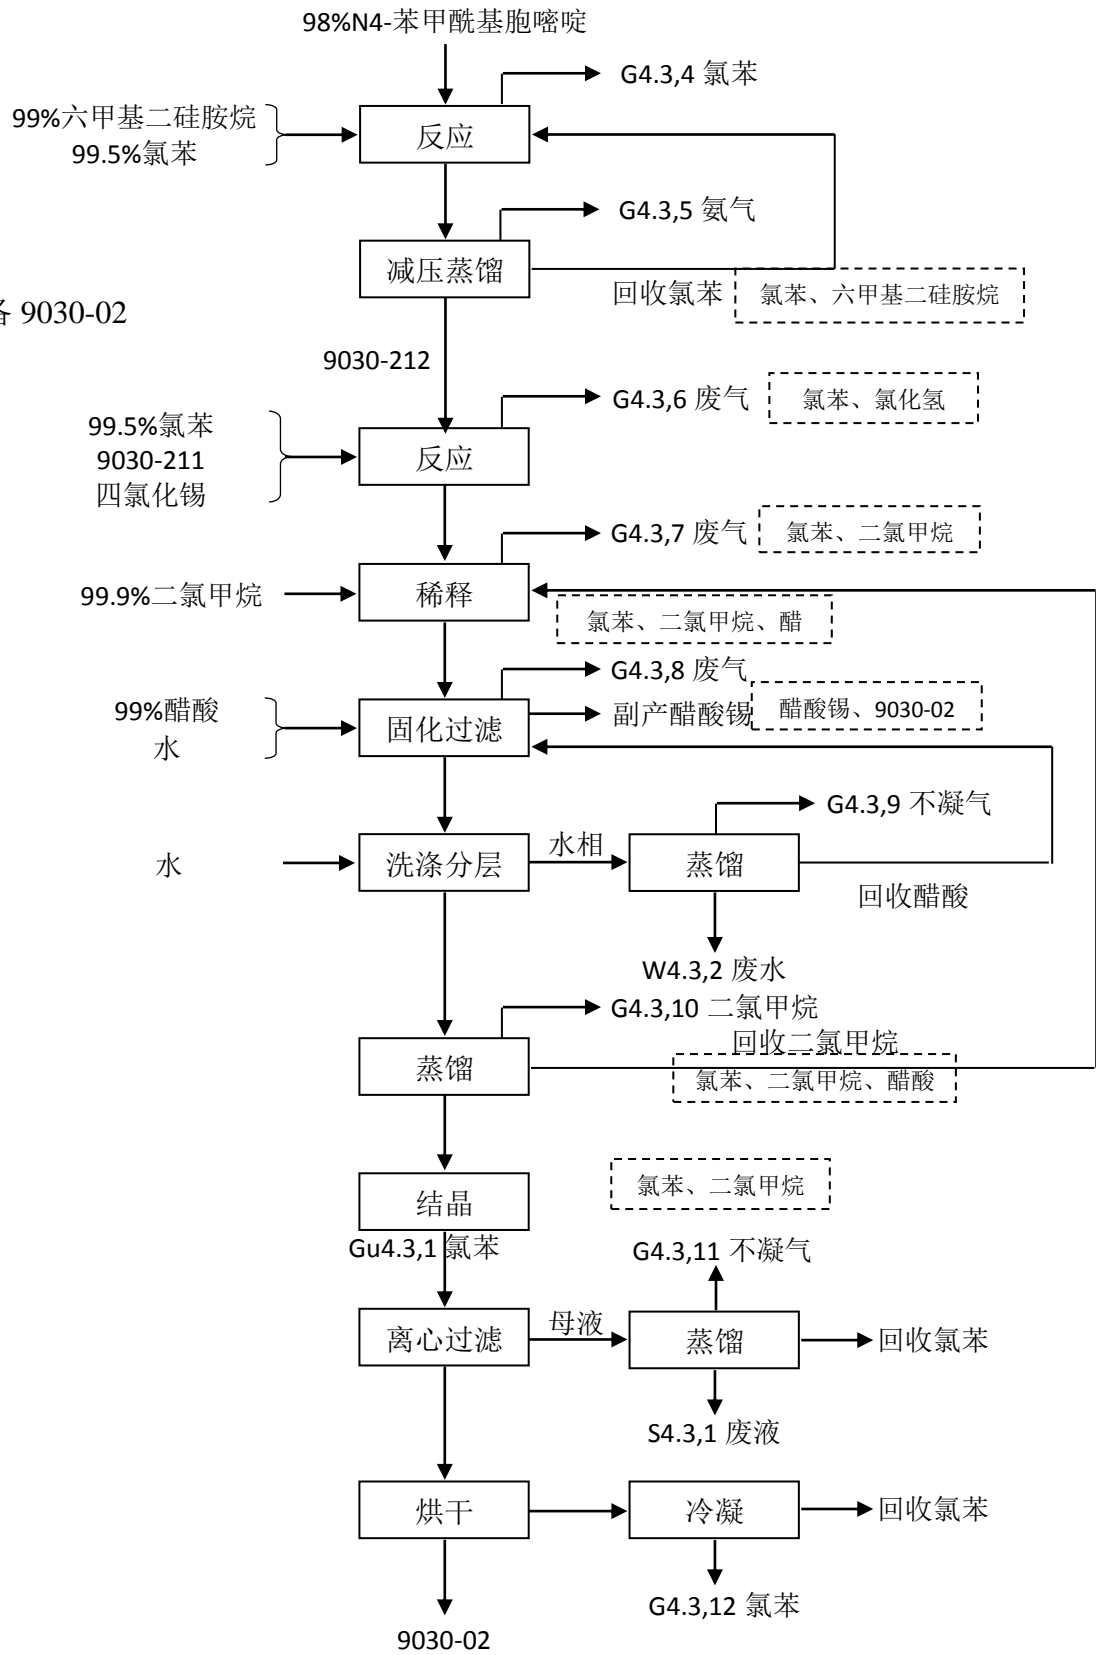 98%N4-苯甲酰基胞嘧啶
G4.3,4 氯苯
99%六甲基二硅胺烷
99.5%氯苯
反应
G4.3,5 氨气
减压蒸馏
回收氯苯
氯苯、六甲基二硅胺烷
备 9030-02
9030-212
G4.3,6 废气
氯苯、氯化氢
99.5%氯苯
9030-211
四氯化锡
反应
G4.3,7 废气
氯苯、二氯甲烷
99.9%二氯甲烷
稀释
氯苯、二氯甲烷、醋
G4.3,8 废气
99%醋酸
水
固化过滤
副产醋酸锡
醋酸锡、9030-02
G4.3,9 不凝气
水
洗涤分层
水相
蒸馏
回收醋酸
W4.3,2 废水
G4.3,10 二氯甲烷
回收二氯甲烷
蒸馏
氯苯、二氯甲烷、醋酸
结晶
氯苯、二氯甲烷
Gu4.3,1 氯苯
G4.3,11 不凝气
离心过滤
母液
蒸馏
回收氯苯
S4.3,1 废液
烘干
冷凝
回收氯苯
G4.3,12 氯苯
9030-02